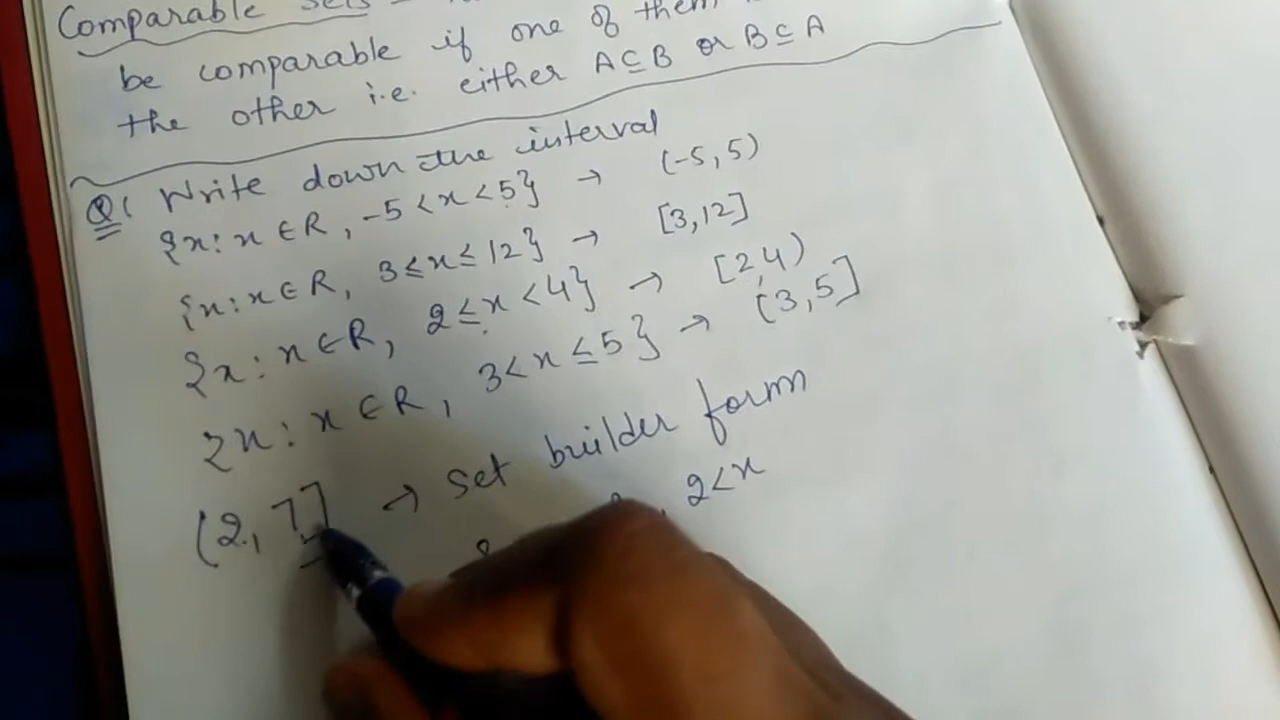 Comparable sets -
be comparable if one of them
the other i.e. either A⊆B or B⊆A
Q: Write down the interval
{x: x ∈ R, -5 < x < 5} → (-5, 5)
{x: x ∈ R, 3 ≤ x ≤ 12} → [3, 12]
{x: x ∈ R, 2 ≤ x < 4} → [2, 4)
{x: x ∈ R, 3 < x ≤ 5} → (3, 5]
(2, 7] → set builder form
, 2 < x